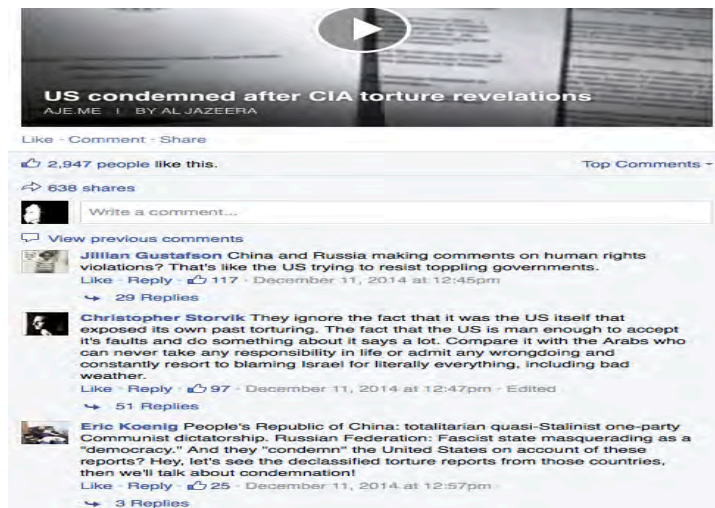 US condemned after CIA torture revelations
AJE.ME | BY AL JAZEERA
Like · Comment · Share
2,947 people like this.
Top Comments
638 shares
Write a comment...
View previous comments
Jillian Gustafson China and Russia making comments on human rights
violations? That's like the US trying to resist toppling governments.
Like · Reply · 117 · December 11, 2014 at 12:45pm
29 Replies
Christopher Storvik They ignore the fact that it was the US itself that
exposed its own past torturing. The fact that the US is man enough to accept
it's faults and do something about it says a lot. Compare it with the Arabs who
can never take any responsibility in life or admit any wrongdoing and
constantly resort to blaming Israel for literally everything, including bad
weather.
Like · Reply · 97 · December 11, 2014 at 12:47pm · Edited
51 Replies
Eric Koenig People's Republic of China: totalitarian quasi-Stalinist one-party
Communist dictatorship. Russian Federation: Fascist state masquerading as a
"democracy." And they "condemn" the United States on account of these
reports? Hey, let's see the declassified torture reports from those countries,
then we'll talk about condemnation!
Like · Reply · 25 · December 11, 2014 at 12:57pm
3 Replies